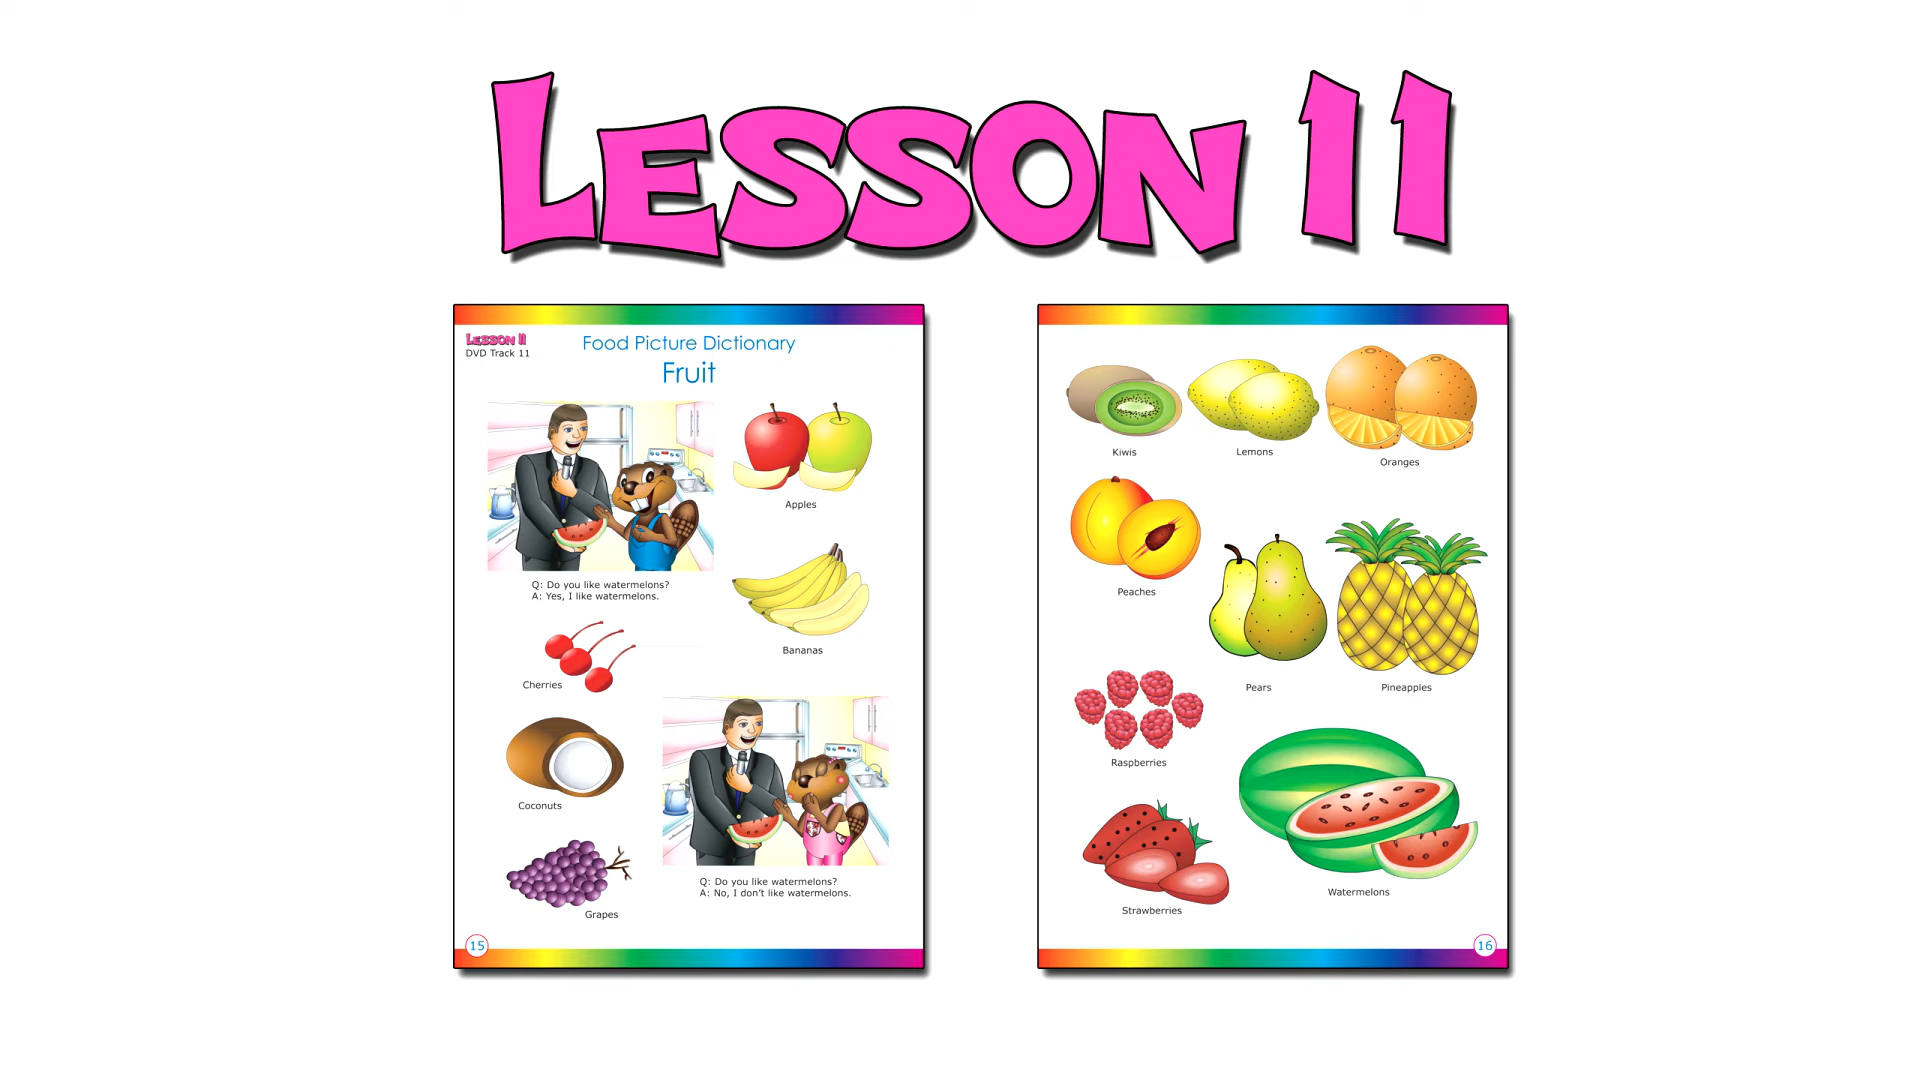 LESSON 11
LESSON 11
DVD Track 11
Food Picture Dictionary
Fruit
Apples
Q: Do you like watermelons?
A: Yes, I like watermelons.
Bananas
Cherries
Coconuts
Q: Do you like watermelons?
A: No, I don't like watermelons.
Grapes
15
Kiwis
Lemons
Oranges
Peaches
Pears
Pineapples
Raspberries
Watermelons
Strawberries
16